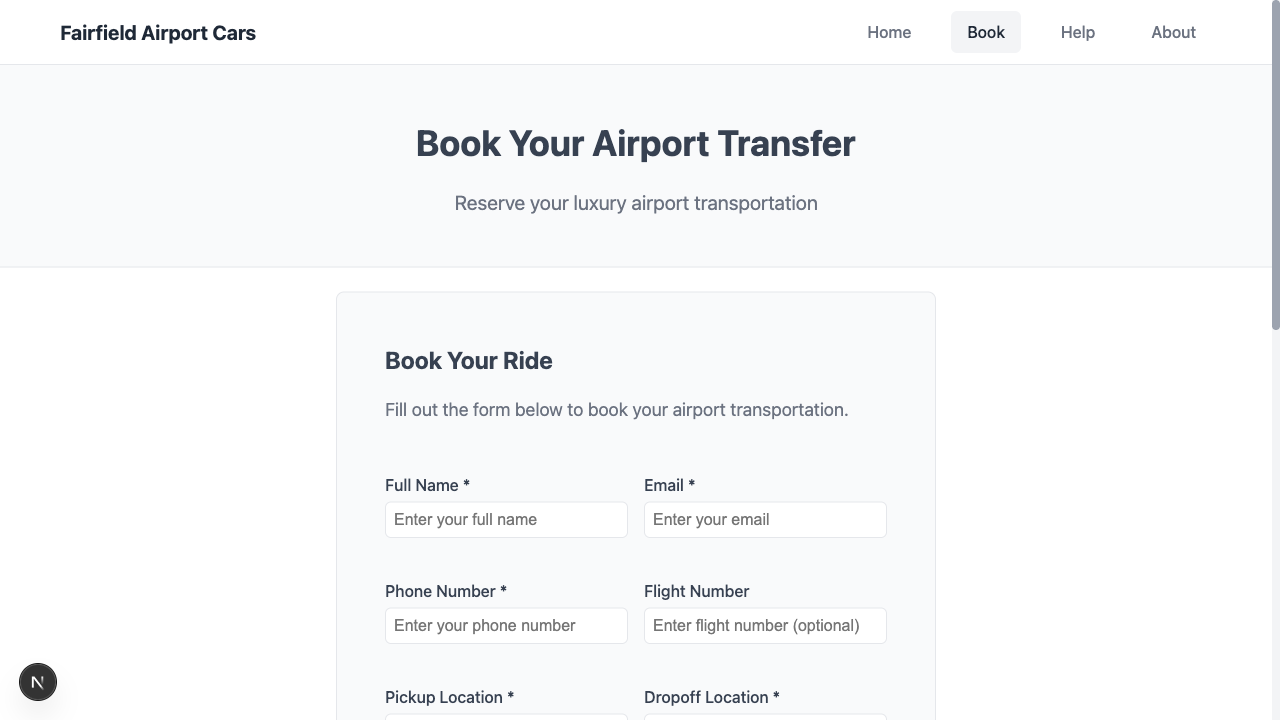 Fairfield Airport Cars
Home
Book
Help
About
Book Your Airport Transfer
Reserve your luxury airport transportation
Book Your Ride
Fill out the form below to book your airport transportation.
Full Name *
Email *
Enter your full name
Enter your email
Phone Number *
Flight Number
Enter your phone number
Enter flight number (optional)
Pickup Location *
Dropoff Location *
N